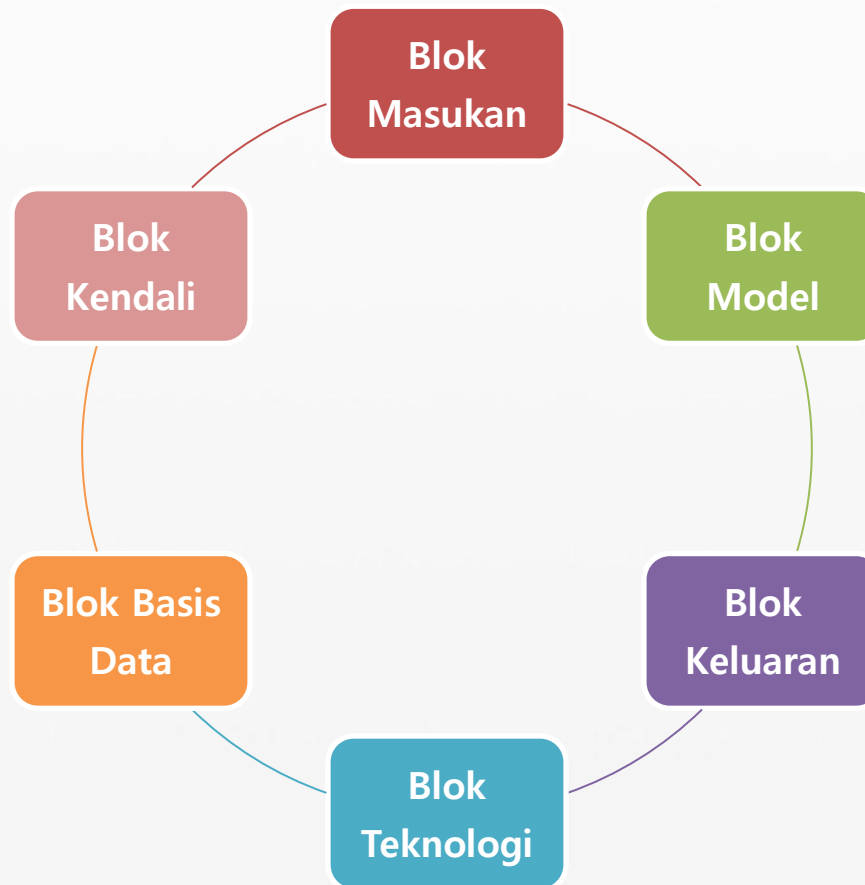 Blok
Masukan
Blok
Model
Blok
Keluaran
Blok
Teknologi
Blok Basis
Data
Blok
Kendali